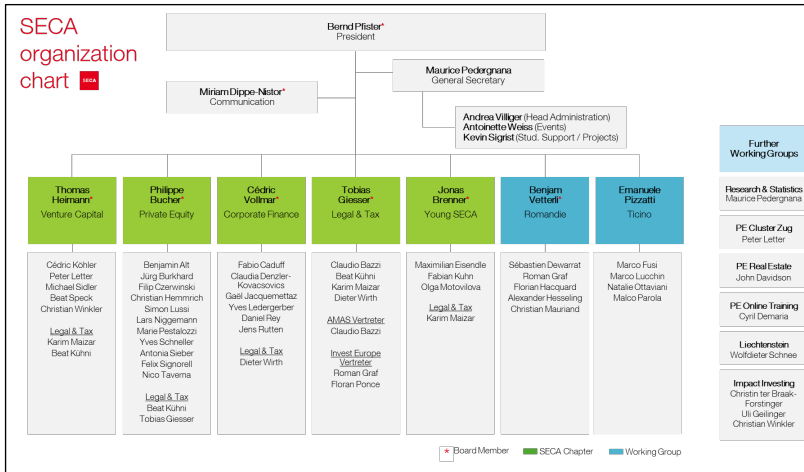 SECA
organization
chart
SECA
Bernd Pfister*
President
Miriam Dippe-Nistor*
Communication
Maurice Pedergnana
General Secretary
Andrea Villiger (Head Administration)
Antoinette Weiss (Events)
Kevin Sigrist (Stud. Support / Projects)
Thomas
Heimann*
Venture Capital
Philippe
Bucher*
Private Equity
Cédric
Vollmar*
Corporate Finance
Tobias
Giesser*
Legal & Tax
Jonas
Brenner*
Young SECA
Benjam
Vetterli*
Romandie
Emanuele
Pizzatti
Ticino
Cédric Köhler
Peter Letter
Michael Sidler
Beat Speck
Christian Winkler
Legal & Tax
Karim Maizar
Beat Kühni
Benjamin Alt
Jürg Burkhard
Filip Czerwinski
Christian Hemmrich
Simon Lussi
Lars Niggemann
Marie Pestalozzi
Yves Schneller
Antonia Sieber
Felix Signorell
Nico Taverna
Legal & Tax
Beat Kühni
Tobias Giesser
Fabio Caduff
Claudia Denzler-
Kovacsovics
Gaël Jacquemettaz
Yves Ledergerber
Daniel Rey
Jens Rutten
Legal & Tax
Dieter Wirth
Claudio Bazzi
Beat Kühni
Karim Maizar
Dieter Wirth
AMAS Vertreter
Claudio Bazzi
Invest Europe
Vertreter
Roman Graf
Floran Ponce
Maximilian Eisendle
Fabian Kuhn
Olga Motovilova
Legal & Tax
Karim Maizar
Sébastien Dewarrat
Roman Graf
Florian Hacquard
Alexander Hesseling
Christian Mauriand
Marco Fusi
Marco Lucchin
Natalie Ottaviani
Malco Parola
Further
Working Groups
Research & Statistics
Maurice Pedergnana
PE Cluster Zug
Peter Letter
PE Real Estate
John Davidson
PE Online Training
Cyril Demaria
Liechtenstein
Wolfdieter Schnee
Impact Investing
Christin ter Braak-
Forstinger
Uli Geilinger
Christian Winkler
* Board Member
SECA Chapter
Working Group